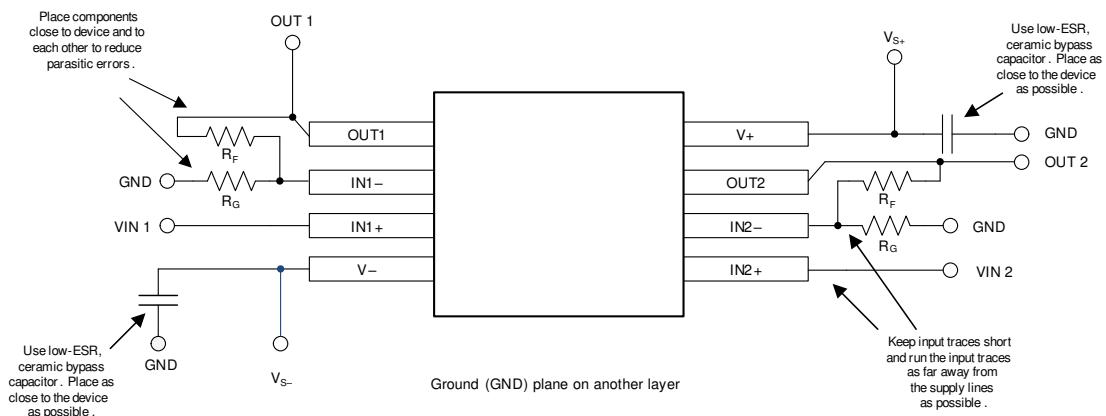 Place components
close to device and to
each other to reduce
parasitic errors .
OUT 1
VS+
Use low-ESR,
ceramic bypass
capacitor . Place as
close to the device
as possible .
OUT1
V+
GND
RF
OUT 2
GND
RG
IN1−
OUT2
RF
VIN 1
IN1+
IN2−
RG
GND
V−
IN2+
VIN 2
GND
Use low-ESR,
ceramic bypass
capacitor . Place as
close to the device
as possible .
VS−
Ground (GND) plane on another layer
Keep input traces short
and run the input traces
as far away from
the supply lines
as possible .